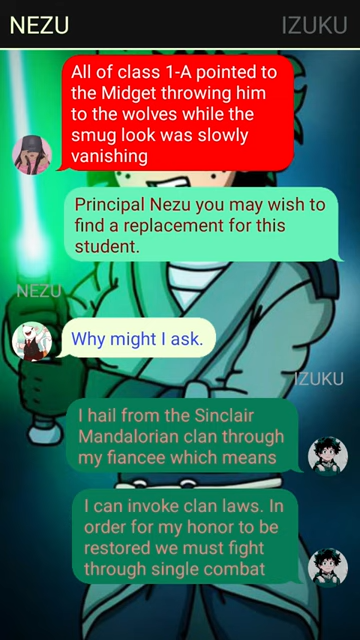 NEZU IZUKU
All of class 1-A pointed to
the Midget throwing him
to the wolves while the
smug look was slowly
vanishing
Principal Nezu you may wish to
find a replacement for this
student.
NEZU
Why might I ask.
IZUKU
I hail from the Sinclair
Mandalorian clan through
my fiancee which means
I can invoke clan laws. In
order for my honor to be
restored we must fight
through single combat